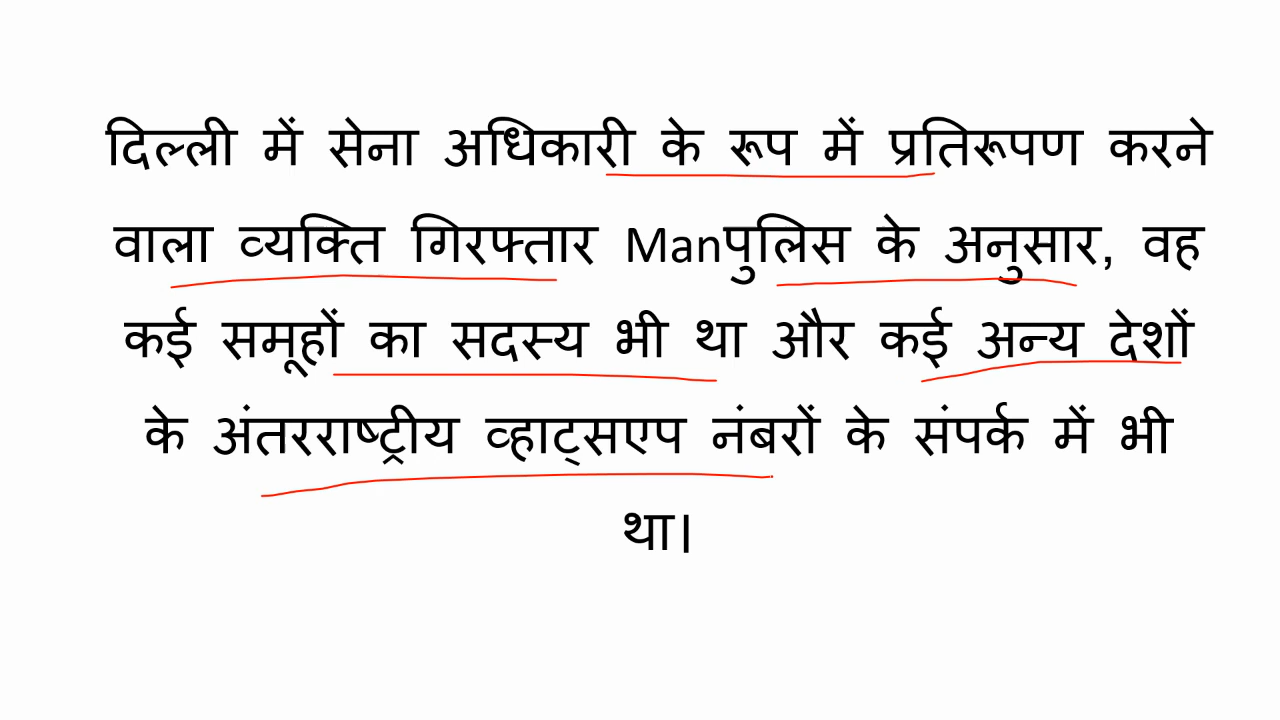 दिल्ली में सेना अधिकारी के रूप में प्रतिरूपण करने
वाला व्यक्ति गिरफ्तार Manपुलिस के अनुसार, वह
कई समूहों का सदस्य भी था और कई अन्य देशों
के अंतरराष्ट्रीय व्हाट्सएप नंबरों के संपर्क में भी
था।